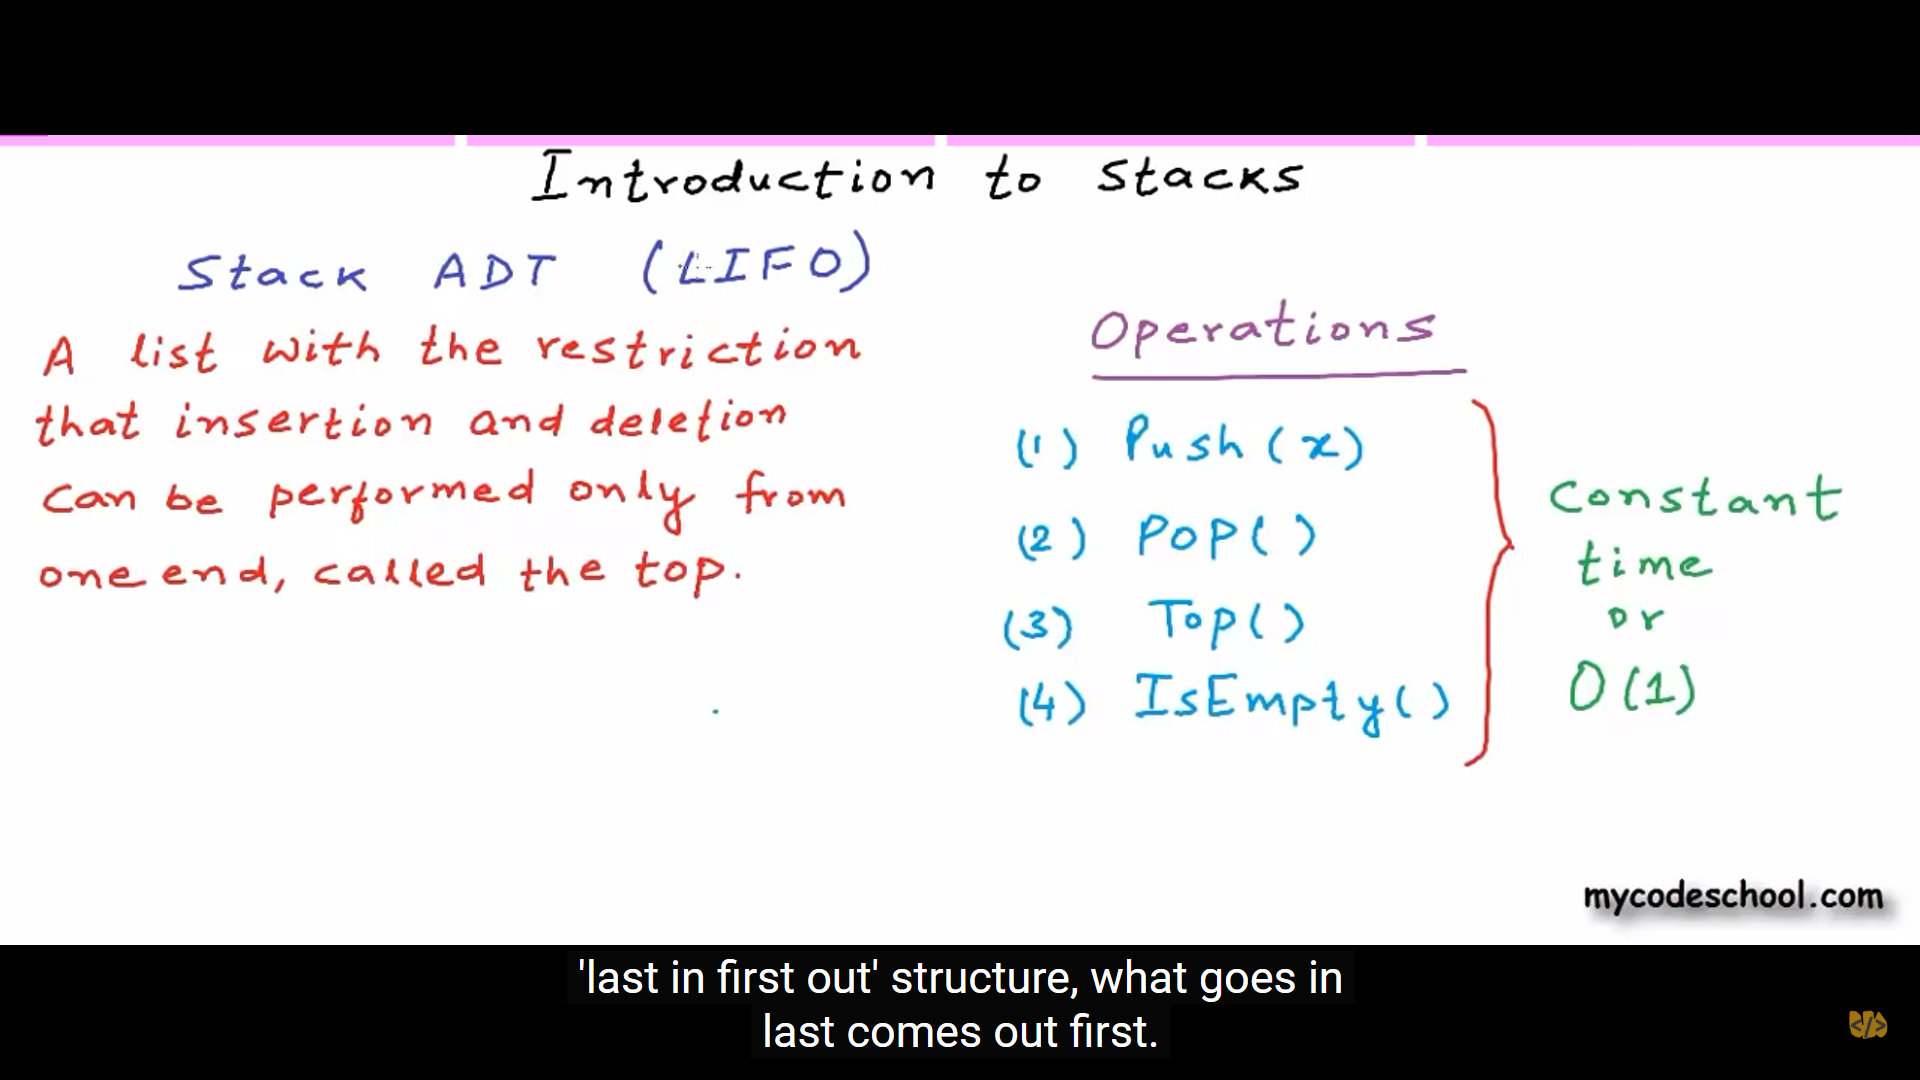 Introduction to Stacks
Stack ADT (LIFO)
A list with the restriction
that insertion and deletion
can be performed only from
one end, called the top.
Operations
(1) Push(x)
(2) Pop()
(3) Top()
(4) IsEmpty()
Constant
time
or
O(1)
mycodeschool.com
'last in first out' structure, what goes in
last comes out first.